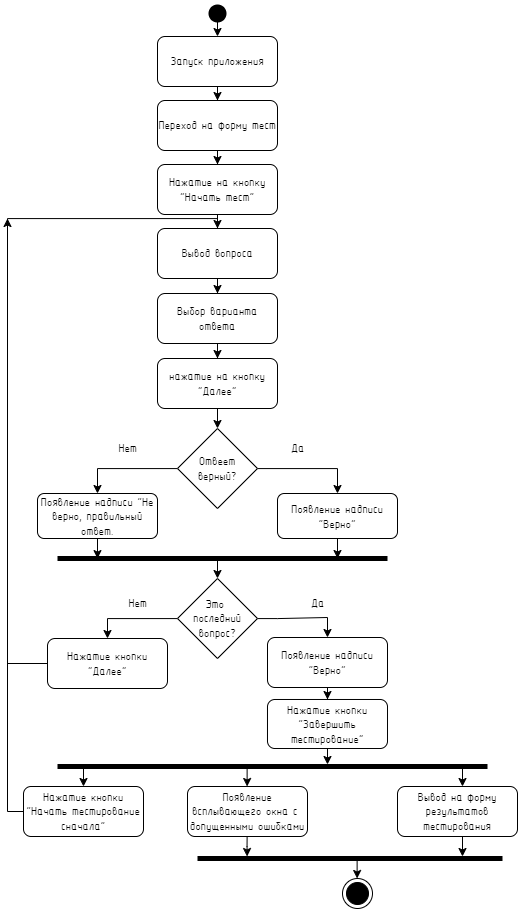 Запуск приложения
Переход на форму тест
Нажатие на кнопку
"Начать тест"
Вывод вопроса
Выбор варианта
ответа
нажатие на кнопку
"Далее"
Нет
Да
Отвеет
верный?
Появление надписи "Не
верно, правильный
ответ.
Появление надписи
"Верно"
Нет
Это
последний
вопрос?
Да
Нажатие кнопки
"Далее"
Появление надписи
"Верно"
Нажатие кнопки
"Завершить
тестирование"
Нажатие кнопки
"Начать тестирование
сначала"
Появление
всплывающего окна с
допущенными ошибками
Вывод на форму
результатов
тестирования